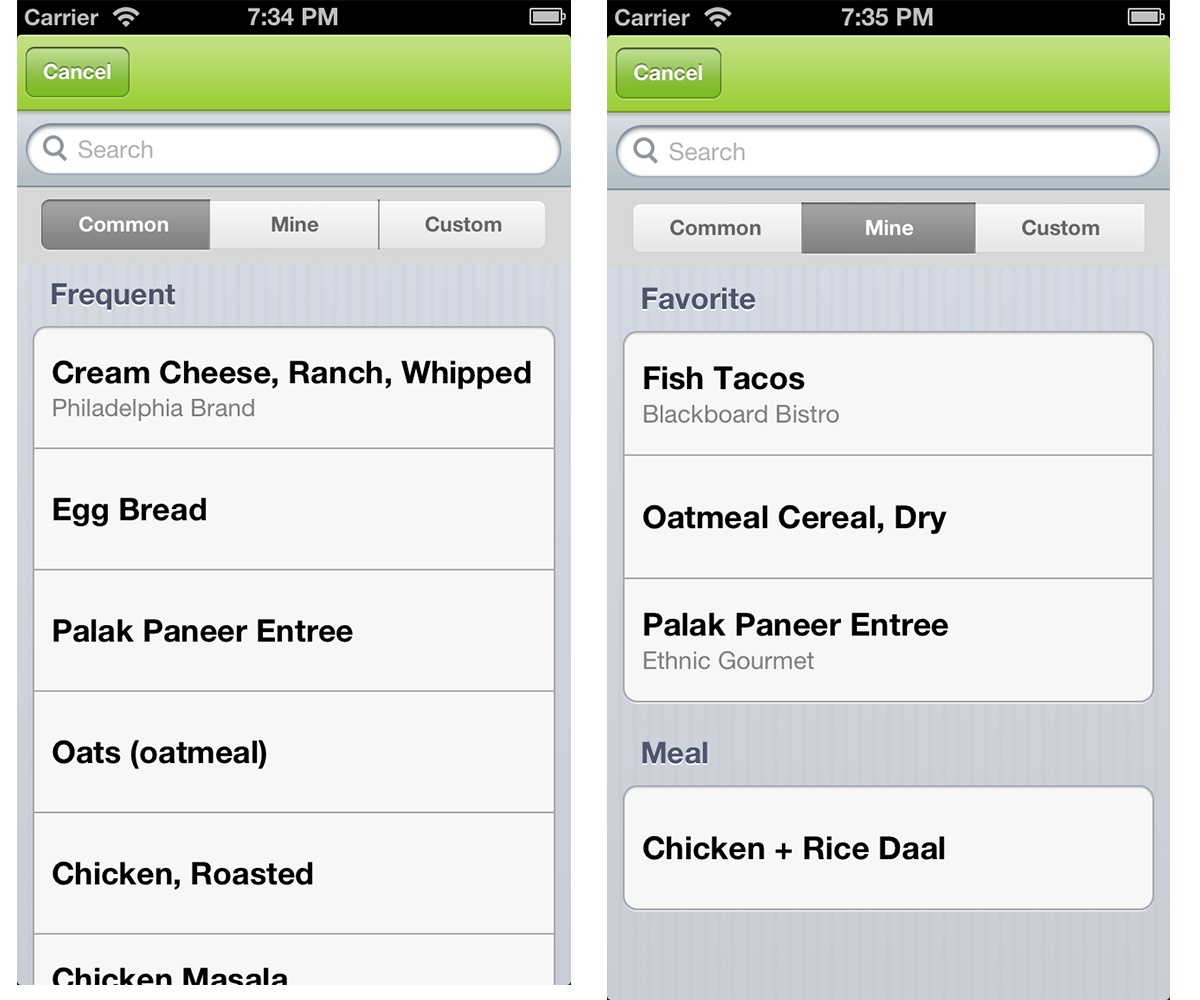 Carrier 7:34 PM
Cancel
Search
Common Mine Custom
Frequent
Cream Cheese, Ranch, Whipped
Philadelphia Brand
Egg Bread
Palak Paneer Entree
Oats (oatmeal)
Chicken, Roasted
Chicken Masala
Carrier 7:35 PM
Cancel
Search
Common Mine Custom
Favorite
Fish Tacos
Blackboard Bistro
Oatmeal Cereal, Dry
Palak Paneer Entree
Ethnic Gourmet
Meal
Chicken + Rice Daal